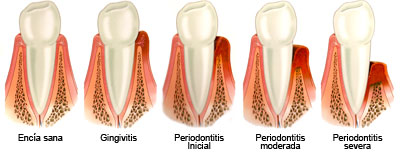 Encía sana
Gingivitis
Periodontitis
Inicial
Periodontitis
moderada
Periodontitis
severa